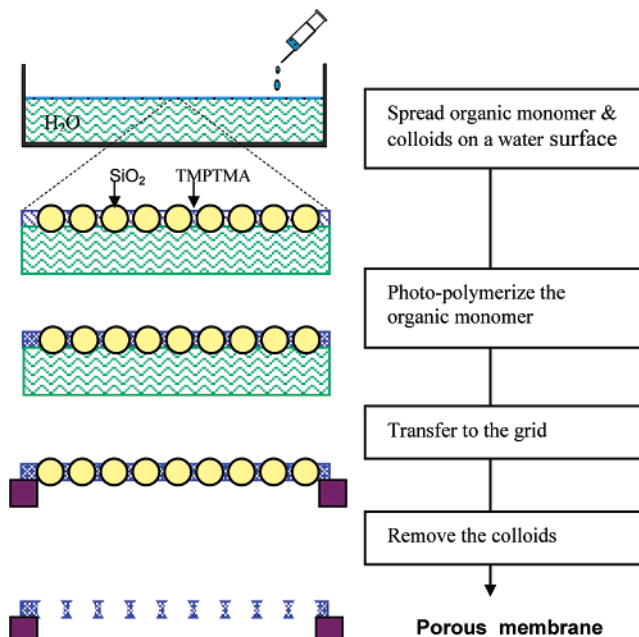 H₂O
SiO₂ TMPTMA
Spread organic monomer &
colloids on a water surface
Photo-polymerize the
organic monomer
Transfer to the grid
Remove the colloids
Porous membrane